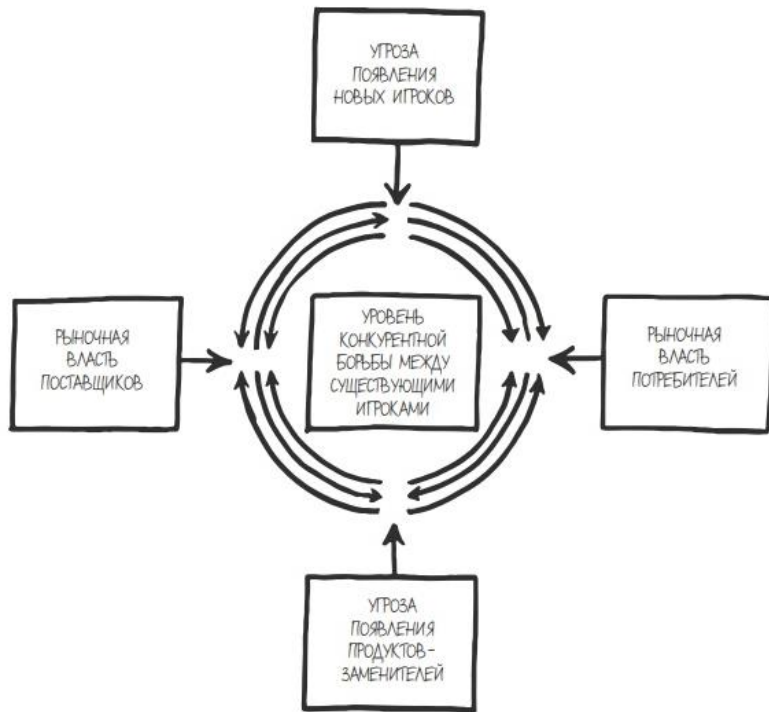 УГРОЗА
ПОЯВЛЕНИЯ
НОВЫХ ИГРОКОВ
РЫНОЧНАЯ
ВЛАСТЬ
ПОСТАВЩИКОВ
УРОВЕНЬ
КОНКУРЕНТНОЙ
БОРЬБЫ МЕЖДУ
СУЩЕСТВУЮЩИМИ
ИГРОКАМИ
РЫНОЧНАЯ
ВЛАСТЬ
ПОТРЕБИТЕЛЕЙ
УГРОЗА
ПОЯВЛЕНИЯ
ПРОДУКТОВ-
ЗАМЕНИТЕЛЕЙ